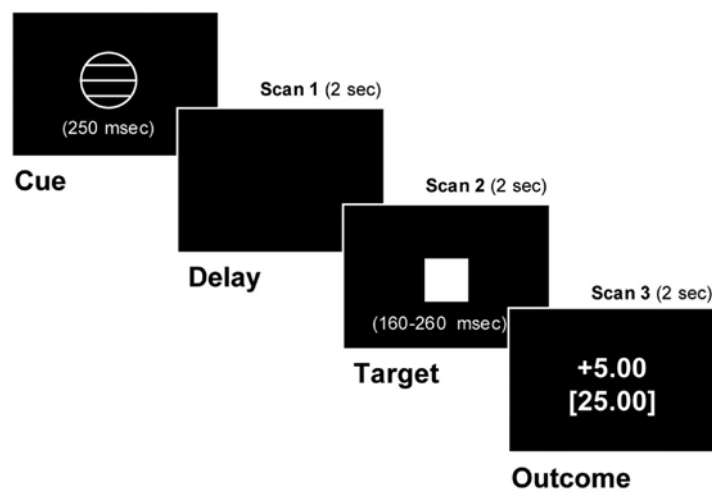 (250 msec)
Cue
Scan 1 (2 sec)
Delay
Scan 2 (2 sec)
(160-260 msec)
Target
Scan 3 (2 sec)
+5.00
[25.00]
Outcome